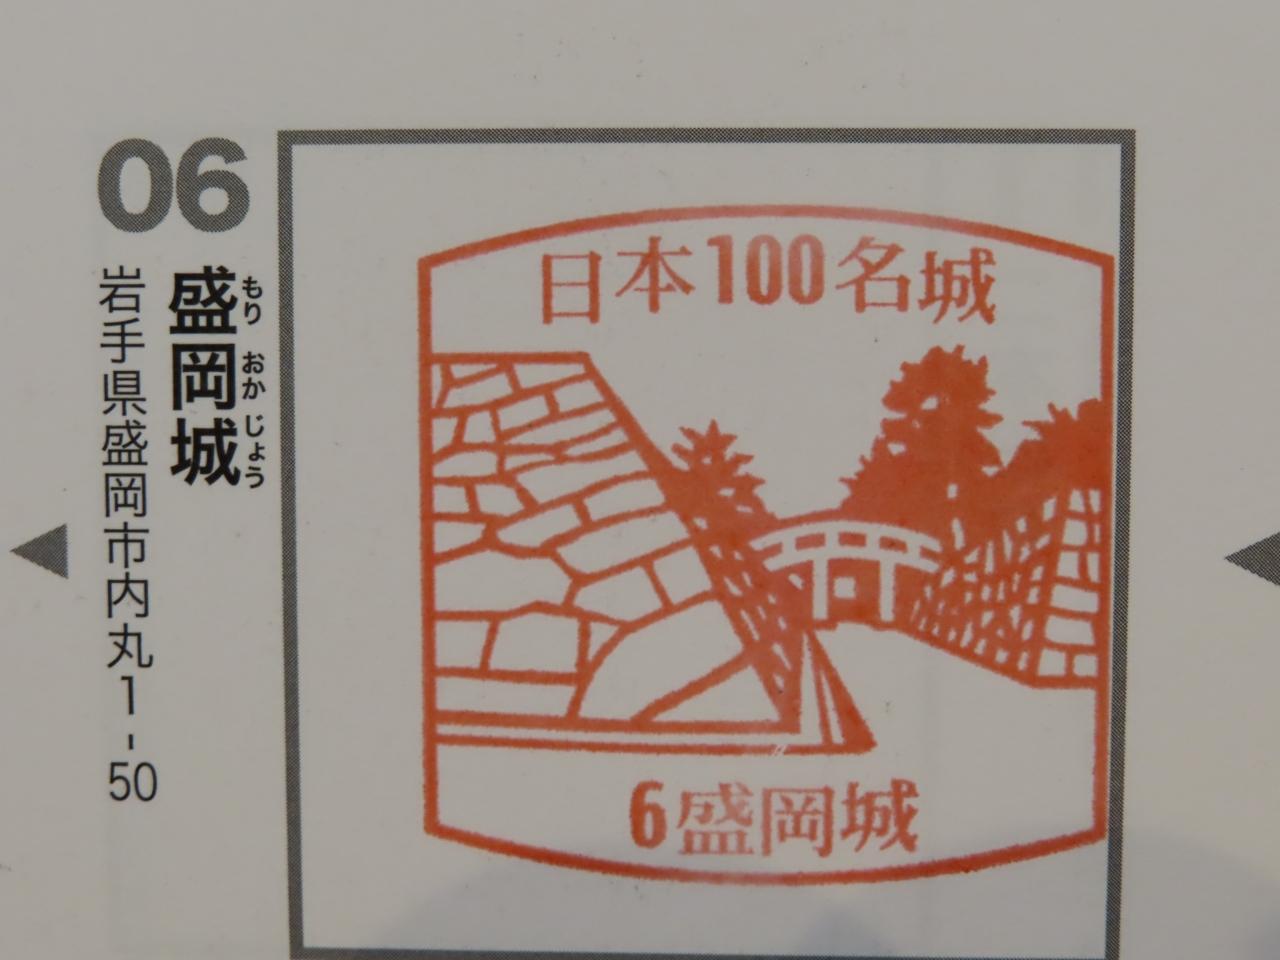 06
盛岡城
もり おか じょう
岩手県盛岡市内丸1-50
日本100名城
6盛岡城